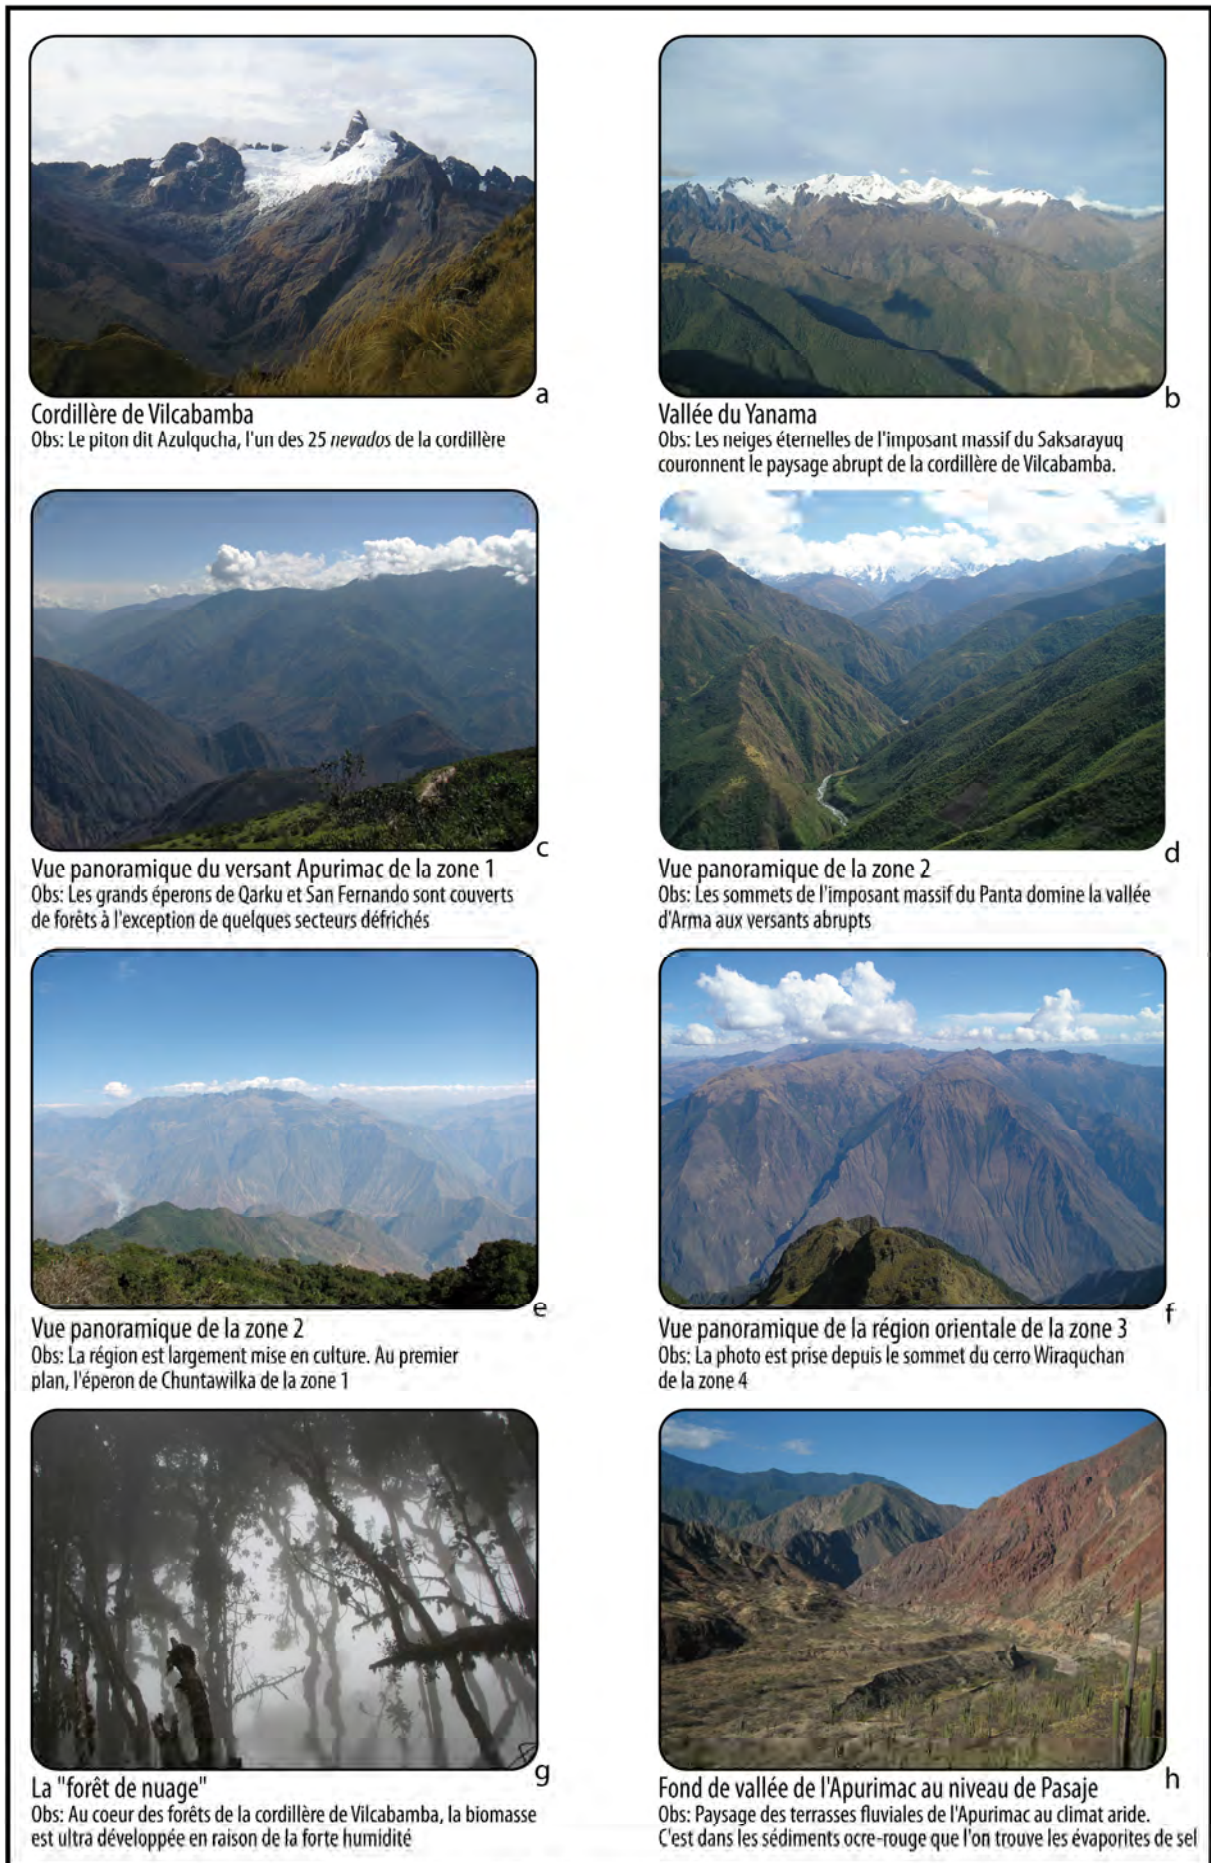 a
Cordillère de Vilcabamba
Obs: Le piton dit Azulqucha, l'un des 25 nevados de la cordillère
b
Vallée du Yanama
Obs: Les neiges éternelles de l'imposant massif du Saksarayuq
couronnent le paysage abrupt de la cordillère de Vilcabamba.
c
Vue panoramique du versant Apurimac de la zone 1
Obs: Les grands éperons de Qarku et San Fernando sont couverts
de forêts à l'exception de quelques secteurs défrichés
d
Vue panoramique de la zone 2
Obs: Les sommets de l'imposant massif du Panta domine la vallée
d'Arma aux versants abrupts
e
Vue panoramique de la zone 2
Obs: La région est largement mise en culture. Au premier
plan, l'éperon de Chuntawilka de la zone 1
f
Vue panoramique de la région orientale de la zone 3
Obs: La photo est prise depuis le sommet du cerro Wiraquchan
de la zone 4
g
La "forêt de nuage"
Obs: Au coeur des forêts de la cordillère de Vilcabamba, la biomasse
est ultra développée en raison de la forte humidité
h
Fond de vallée de l'Apurimac au niveau de Pasaje
Obs: Paysage des terrasses fluviales de l'Apurimac au climat aride.
C'est dans les sédiments ocre-rouge que l'on trouve les évaporites de sel